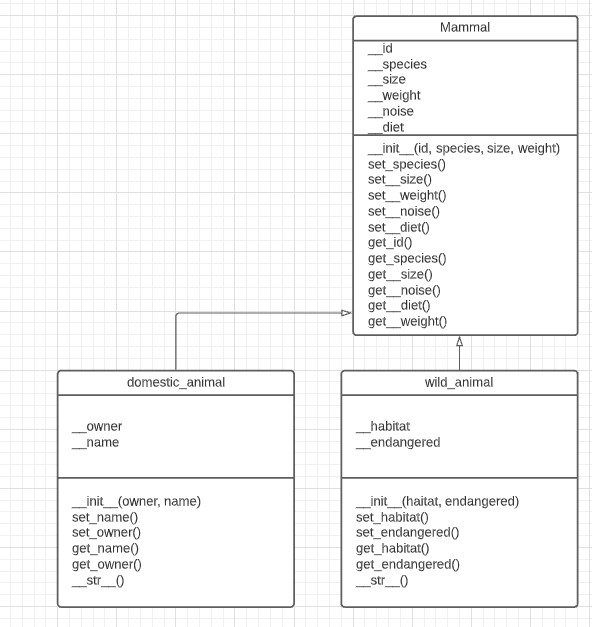 Mammal
__id
__species
__size
__weight
__noise
__diet
__init__(id, species, size, weight)
set_species()
set__size()
set__weight()
set__noise()
set__diet()
get_id()
get_species()
get__size()
get__noise()
get__diet()
get__weight()
domestic_animal
__owner
__name
__init__(owner, name)
set_name()
set_owner()
get_name()
get_owner()
__str__()
wild_animal
__habitat
__endangered
__init__(haitat, endangered)
set_habitat()
set_endangered()
get_habitat()
get_endangered()
__str__()